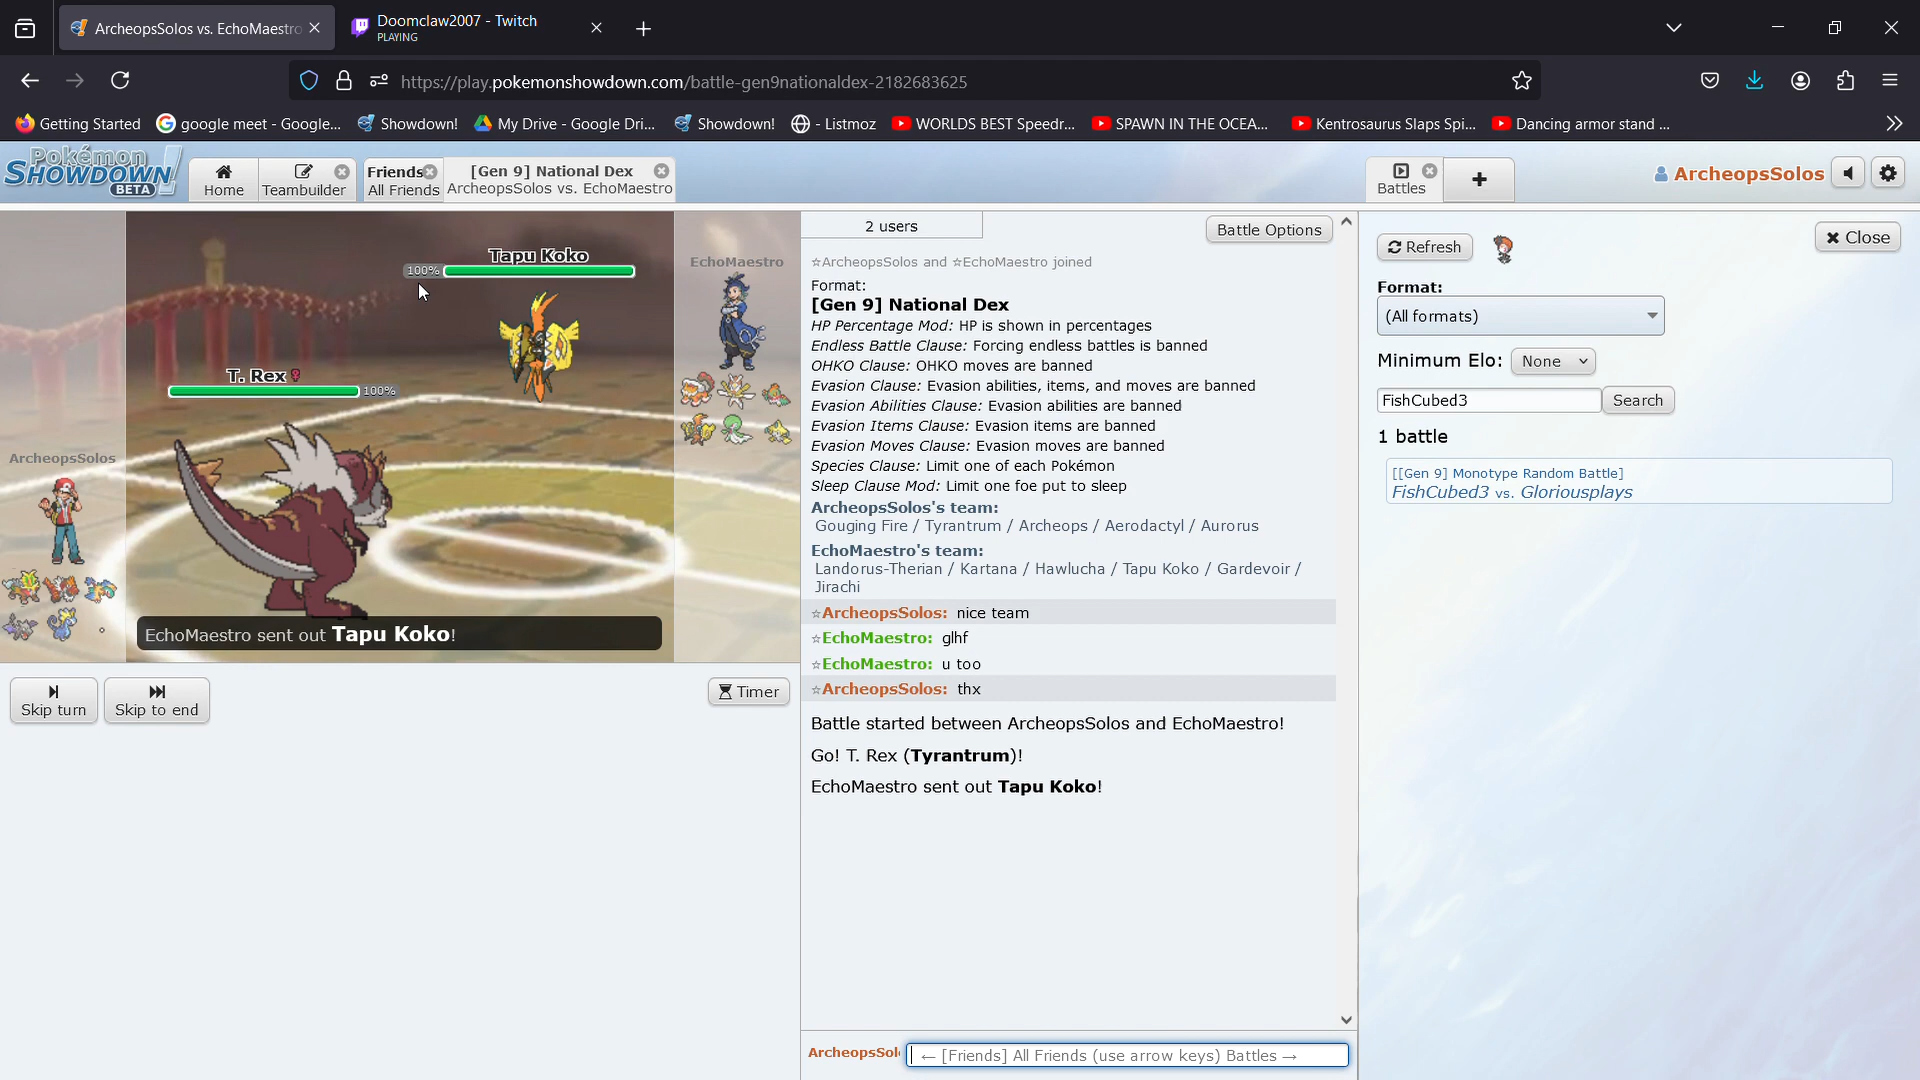 ArcheopsSolos vs. EchoMaestro
Doomclaw2007 - Twitch
PLAYING
https://play.pokemonshowdown.com/battle-gen9nationaldex-2182683625
Getting Started
google meet - Google...
Showdown!
My Drive - Google Dri...
Showdown!
- Listmoz
WORLDS BEST Speedr...
SPAWN IN THE OCEA...
Kentrosaurus Slaps Spi...
Dancing armor stand ...
Pokémon
SHOWDOWN!
BETA
Home
Teambuilder
Friends
All Friends
[Gen 9] National Dex
ArcheopsSolos vs. EchoMaestro
Battles
ArcheopsSolos
Tapu Koko
100%
T. Rex ♀
100%
ArcheopsSolos
EchoMaestro
EchoMaestro sent out Tapu Koko!
Skip turn
Skip to end
Timer
2 users
Battle Options
☆ArcheopsSolos and ☆EchoMaestro joined
Format:
[Gen 9] National Dex
HP Percentage Mod: HP is shown in percentages
Endless Battle Clause: Forcing endless battles is banned
OHKO Clause: OHKO moves are banned
Evasion Clause: Evasion abilities, items, and moves are banned
Evasion Abilities Clause: Evasion abilities are banned
Evasion Items Clause: Evasion items are banned
Evasion Moves Clause: Evasion moves are banned
Species Clause: Limit one of each Pokémon
Sleep Clause Mod: Limit one foe put to sleep
ArcheopsSolos's team:
Gouging Fire / Tyrantrum / Archeops / Aerodactyl / Aurorus
EchoMaestro's team:
Landorus-Therian / Kartana / Hawlucha / Tapu Koko / Gardevoir /
Jirachi
☆ArcheopsSolos: nice team
☆EchoMaestro: glhf
☆EchoMaestro: u too
☆ArcheopsSolos: thx
Battle started between ArcheopsSolos and EchoMaestro!
Go! T. Rex (Tyrantrum)!
EchoMaestro sent out Tapu Koko!
ArcheopsSol
← [Friends] All Friends (use arrow keys) Battles →
Refresh
Close
Format:
(All formats)
Minimum Elo: None
FishCubed3
Search
1 battle
[[Gen 9] Monotype Random Battle]
FishCubed3 vs. Gloriousplays